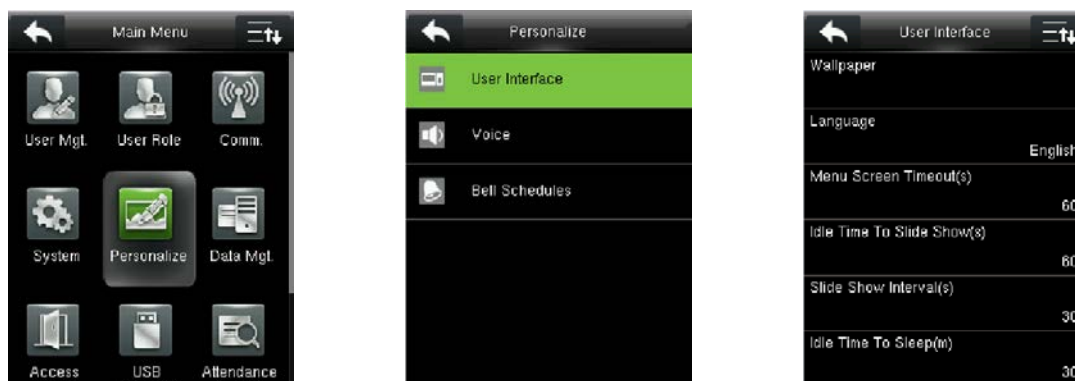 Main Menu
User Mgt.
User Role
Comm.
System
Personalize
Data Mgt.
Access
USB
Attendance
Personalize
User Interface
Voice
Bell Schedules
User Interface
Wallpaper
Language
English
Menu Screen Timeout(s)
60
Idle Time To Slide Show(s)
60
Slide Show Interval(s)
30
Idle Time To Sleep(m)
30